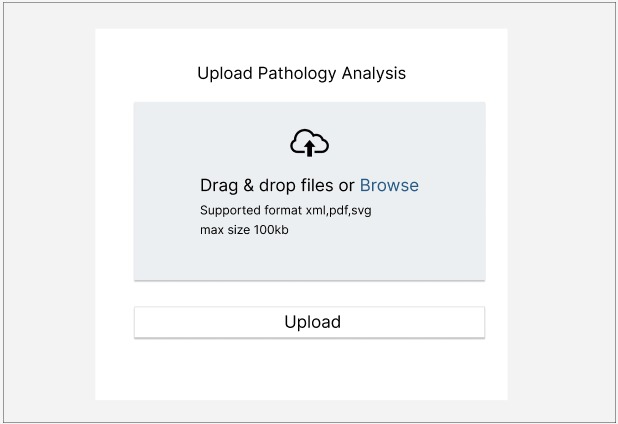 Upload Pathology Analysis
Drag & drop files or Browse
Supported format xml,pdf,svg
max size 100kb
Upload